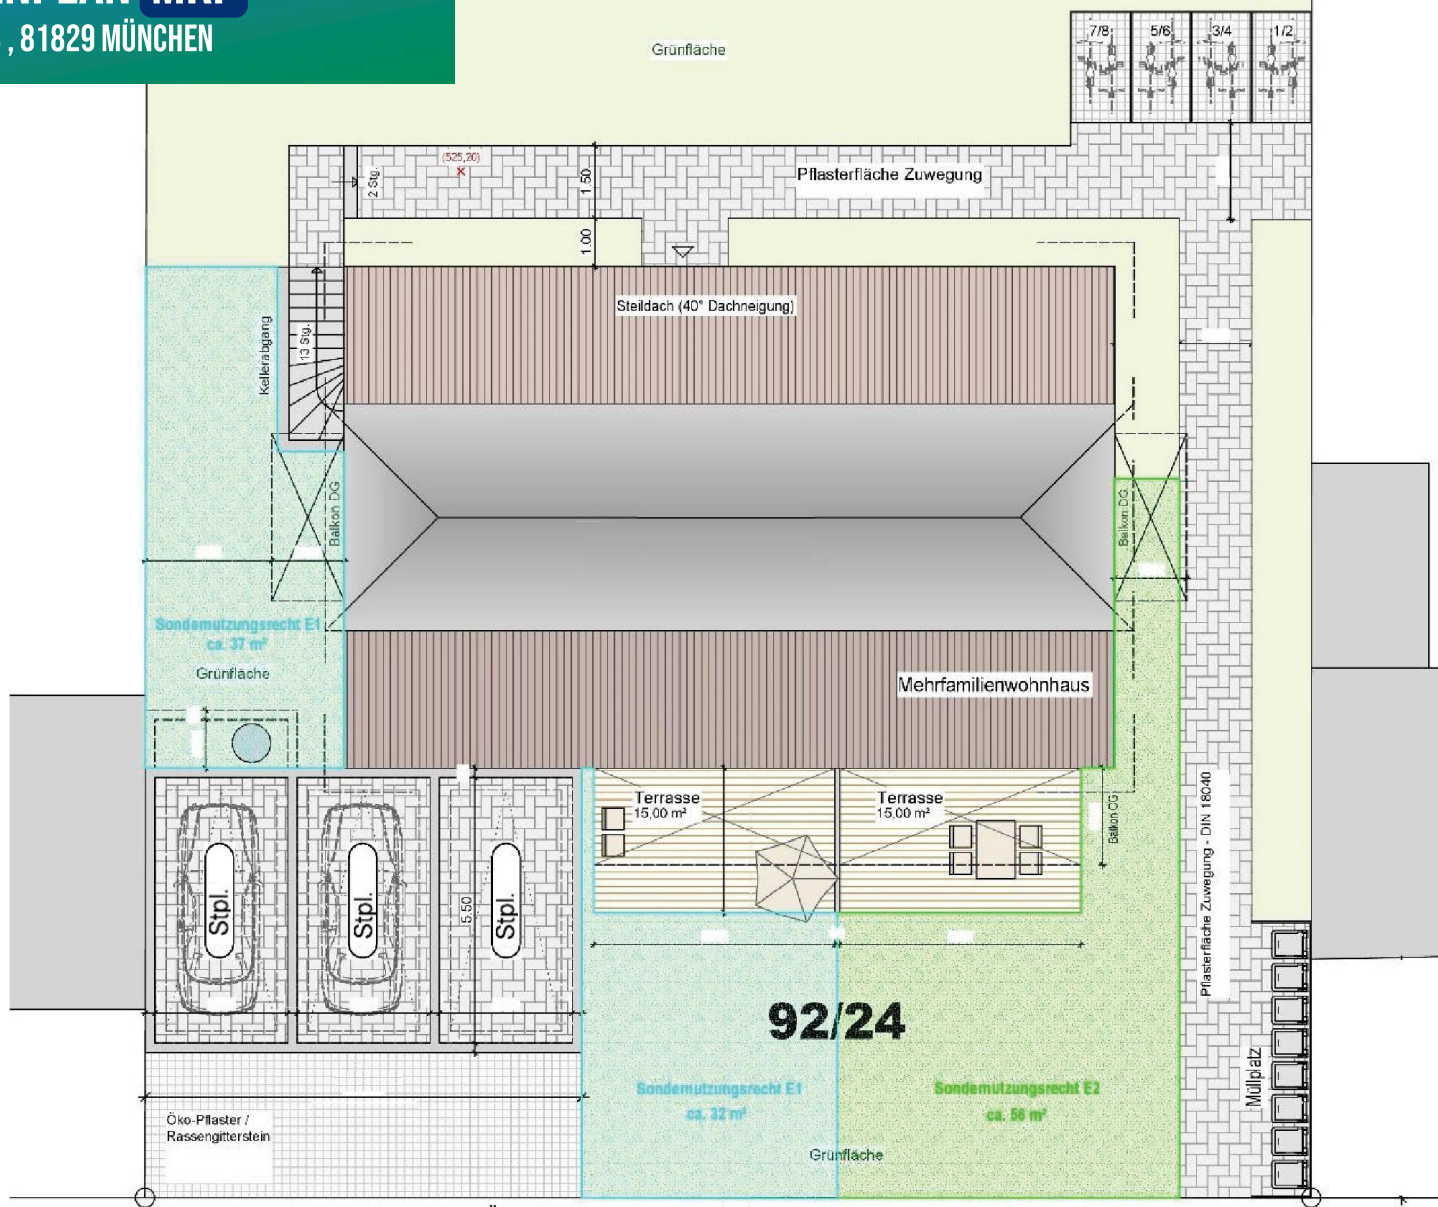 , 81829 MÜNCHEN
Grünfläche
7/8
5/6
3/4
1/2
(525,20)
2 Stg.
1.50
Pflasterfläche Zuwegung
1.00
Steildach (40° Dachneigung)
Kellerabgang
13 Stg.
Balkon DG
Balkon DG
Sondernutzungsrecht E1
ca. 37 m²
Grünfläche
Mehrfamilienwohnhaus
Terrasse
15,00 m²
Terrasse
15,00 m²
Balkon OG
Pflasterfläche Zuwegung - DIN 18040
Stpl.
Stpl.
5.50
Stpl.
92/24
Sondernutzungsrecht E1
ca. 32 m²
Sondernutzungsrecht E2
ca. 56 m²
Müllplatz
Öko-Pflaster /
Rassengitterstein
Grünfläche